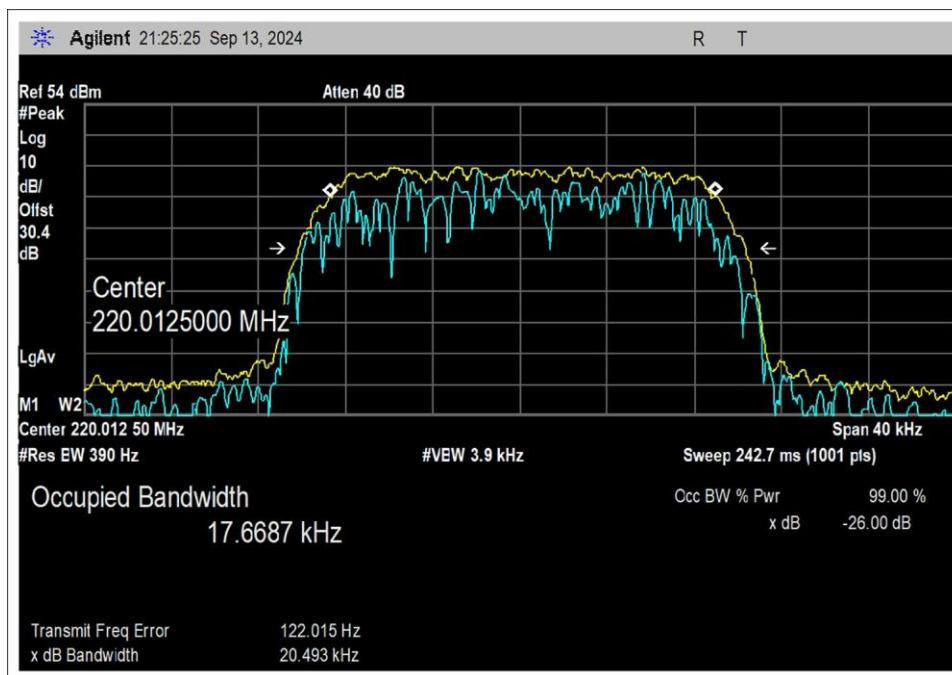 Agilent 21:25:25 Sep 13, 2024 R T
Ref 54 dBm Atten 40 dB
#Peak
Log
10
dB/
Offst
30.4
dB
Center
220.0125000 MHz
LgAv
M1 W2
Center 220.012 50 MHz Span 40 kHz
#Res BW 390 Hz #VBW 3.9 kHz Sweep 242.7 ms (1001 pts)
Occupied Bandwidth Occ BW % Pwr 99.00 %
17.6687 kHz x dB -26.00 dB
Transmit Freq Error 122.015 Hz
x dB Bandwidth 20.493 kHz